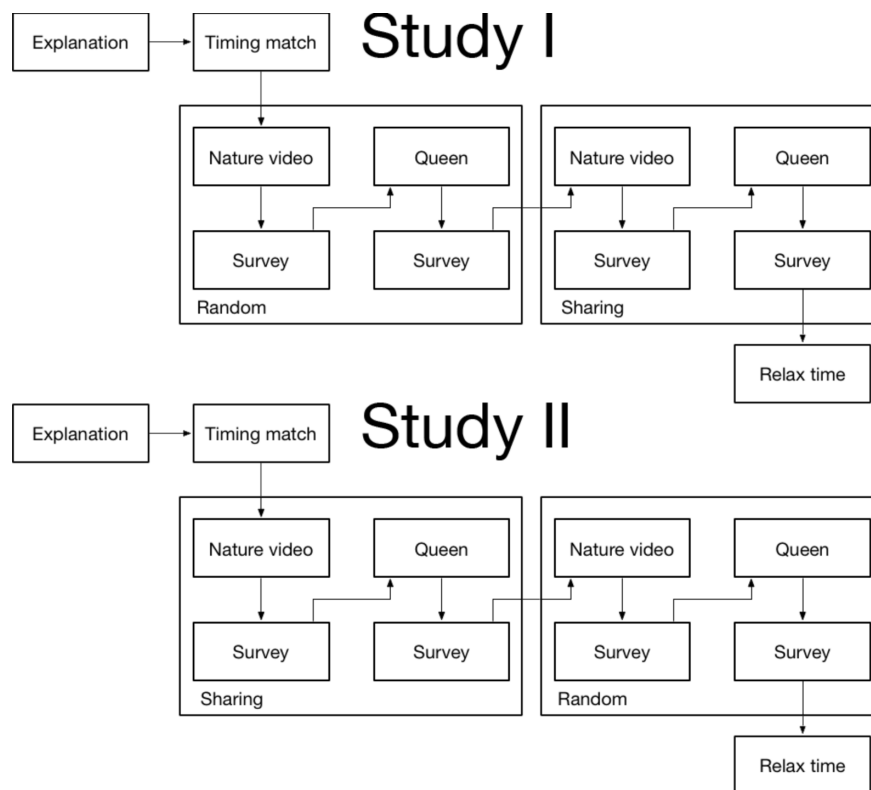 Explanation
Timing match
Study I
Nature video
Queen
Nature video
Queen
Survey
Survey
Survey
Survey
Random
Sharing
Relax time
Explanation
Timing match
Study II
Nature video
Queen
Nature video
Queen
Survey
Survey
Survey
Survey
Sharing
Random
Relax time